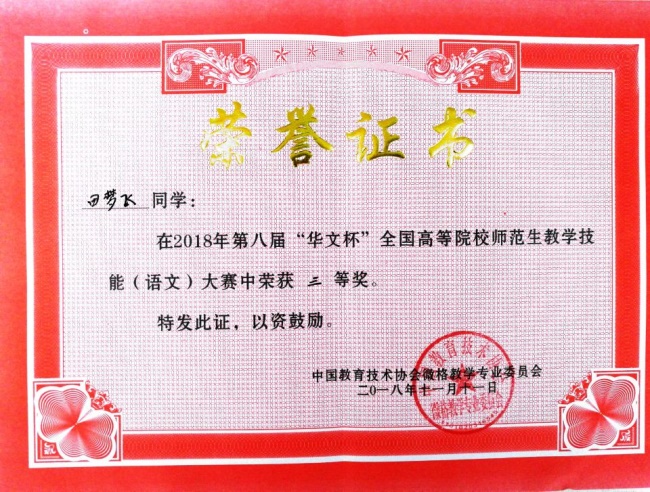 荣誉证书
田梦飞 同学：
在2018年第八届“华文杯”全国高等院校师范生教学技
能（语文）大赛中荣获 三 等奖。
特发此证，以资鼓励。
中国教育技术协会微格教学专业委员会
二〇一八年十一月十一日